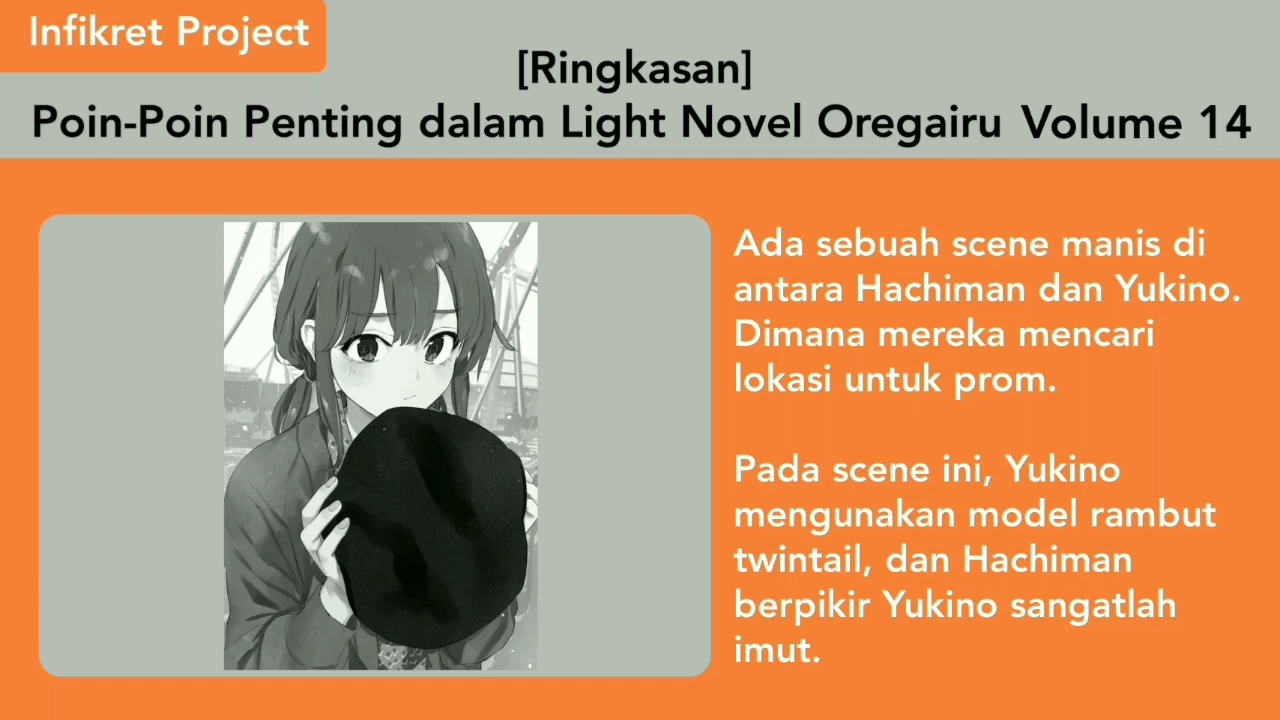 Infikret Project
[Ringkasan]
Poin-Poin Penting dalam Light Novel Oregairu Volume 14
Ada sebuah scene manis di
antara Hachiman dan Yukino.
Dimana mereka mencari
lokasi untuk prom.
Pada scene ini, Yukino
mengunakan model rambut
twintail, dan Hachiman
berpikir Yukino sangatlah
imut.